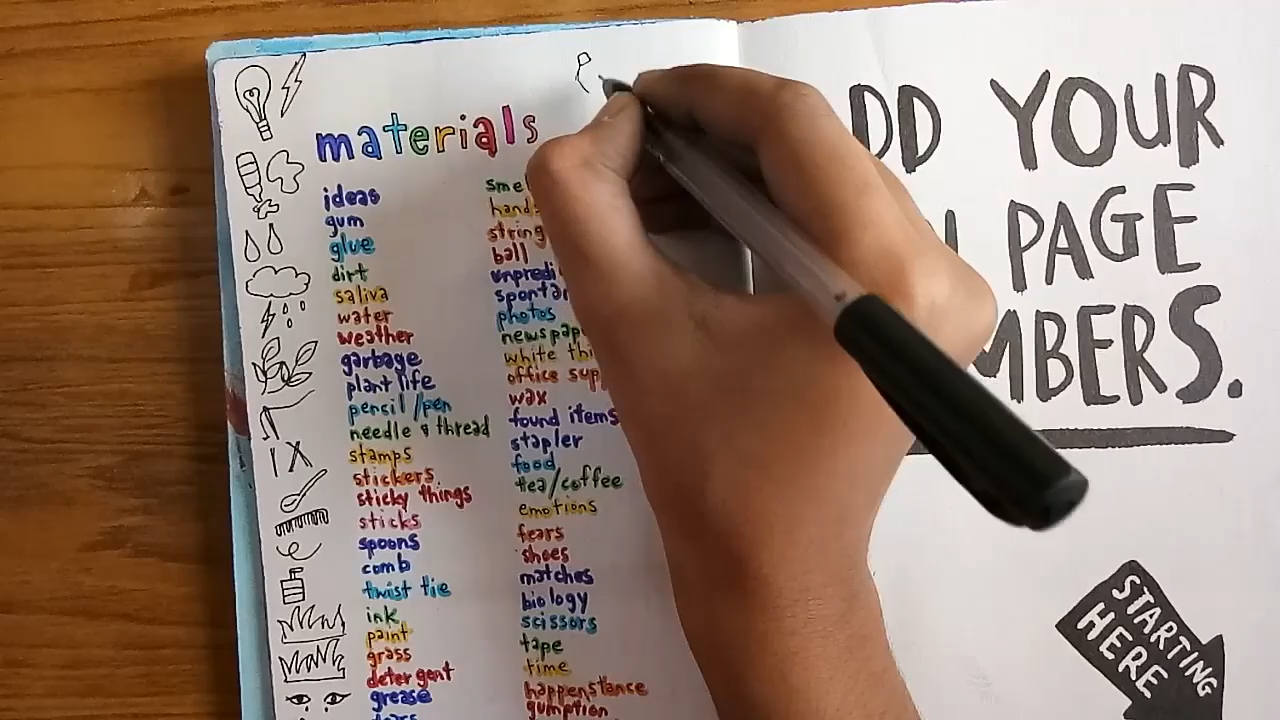 materials
ideas
gum
glue
dirt
saliva
water
weather
garbage
plant life
pencil/pen
needle & thread
stamps
stickers
sticky things
sticks
spoons
comb
twist tie
ink
paint
grass
detergent
grease
tears
string
ball
photos
wax
found items
stapler
food
tea/coffee
emotions
fears
shoes
matches
biology
scissors
tape
time
happenstance
gumption
YOUR
PAGE
STARTING
HERE